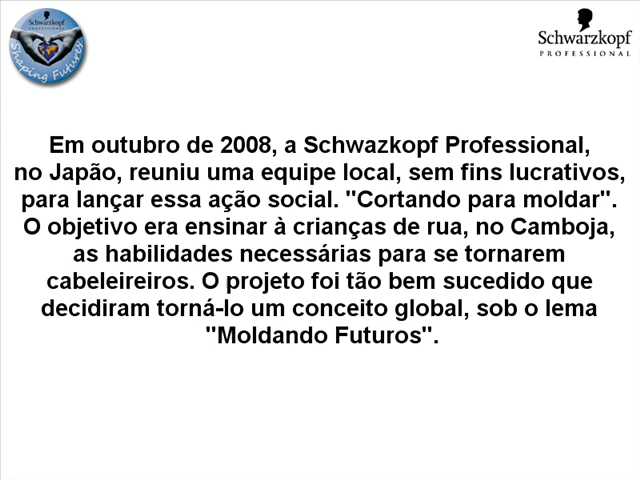 Schwarzkopf
PROFESSIONAL
Shaping Futures
Schwarzkopf
PROFESSIONAL
Em outubro de 2008, a Schwazkopf Professional,
no Japão, reuniu uma equipe local, sem fins lucrativos,
para lançar essa ação social. "Cortando para moldar".
O objetivo era ensinar à crianças de rua, no Camboja,
as habilidades necessárias para se tornarem
cabeleireiros. O projeto foi tão bem sucedido que
decidiram torná-lo um conceito global, sob o lema
"Moldando Futuros".